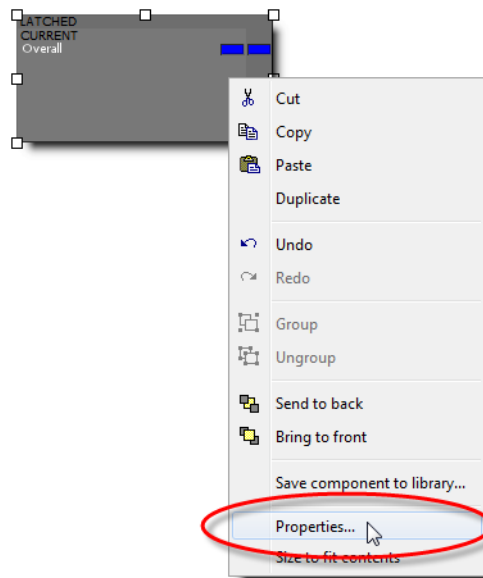 LATCHED
CURRENT
Overall
Cut
Copy
Paste
Duplicate
Undo
Redo
Group
Ungroup
Send to back
Bring to front
Save component to library...
Properties...
Size to fit contents